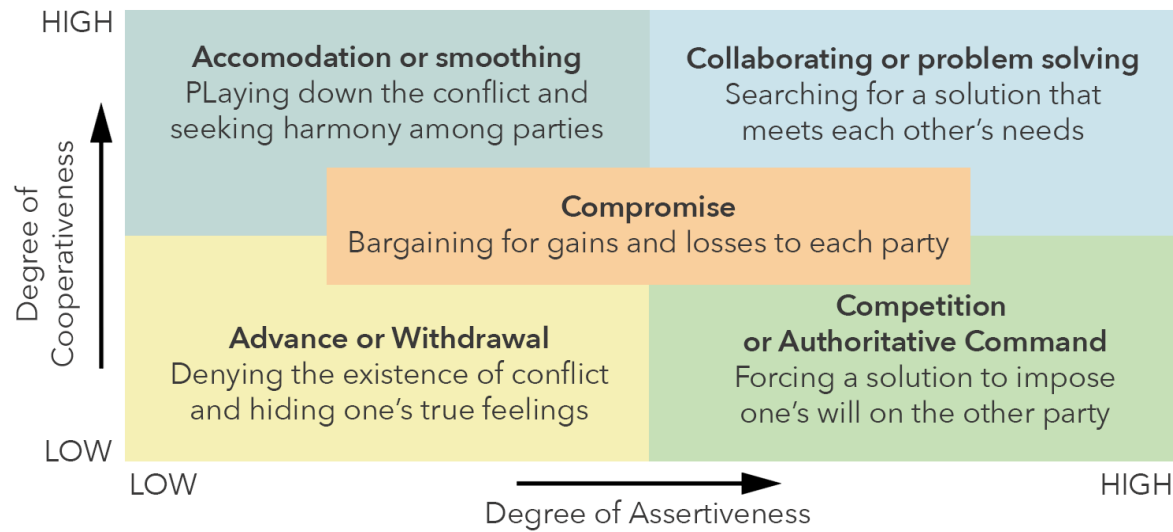 HIGH
Accomodation or smoothing
PLaying down the conflict and
seeking harmony among parties
Collaborating or problem solving
Searching for a solution that
meets each other's needs
Degree of
Cooperativeness
Compromise
Bargaining for gains and losses to each party
Advance or Withdrawal
Denying the existence of conflict
and hiding one's true feelings
Competition
or Authoritative Command
Forcing a solution to impose
one's will on the other party
LOW
LOW
HIGH
Degree of Assertiveness